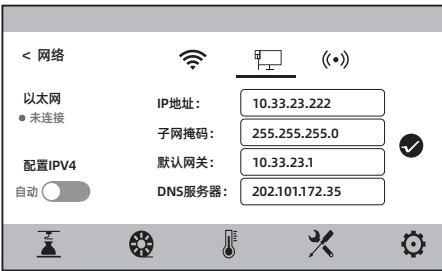 < 网络
以太网
● 未连接
IP地址： 10.33.23.222
子网掩码： 255.255.255.0
默认网关： 10.33.23.1
DNS服务器： 202.101.172.35
配置IPV4
自动